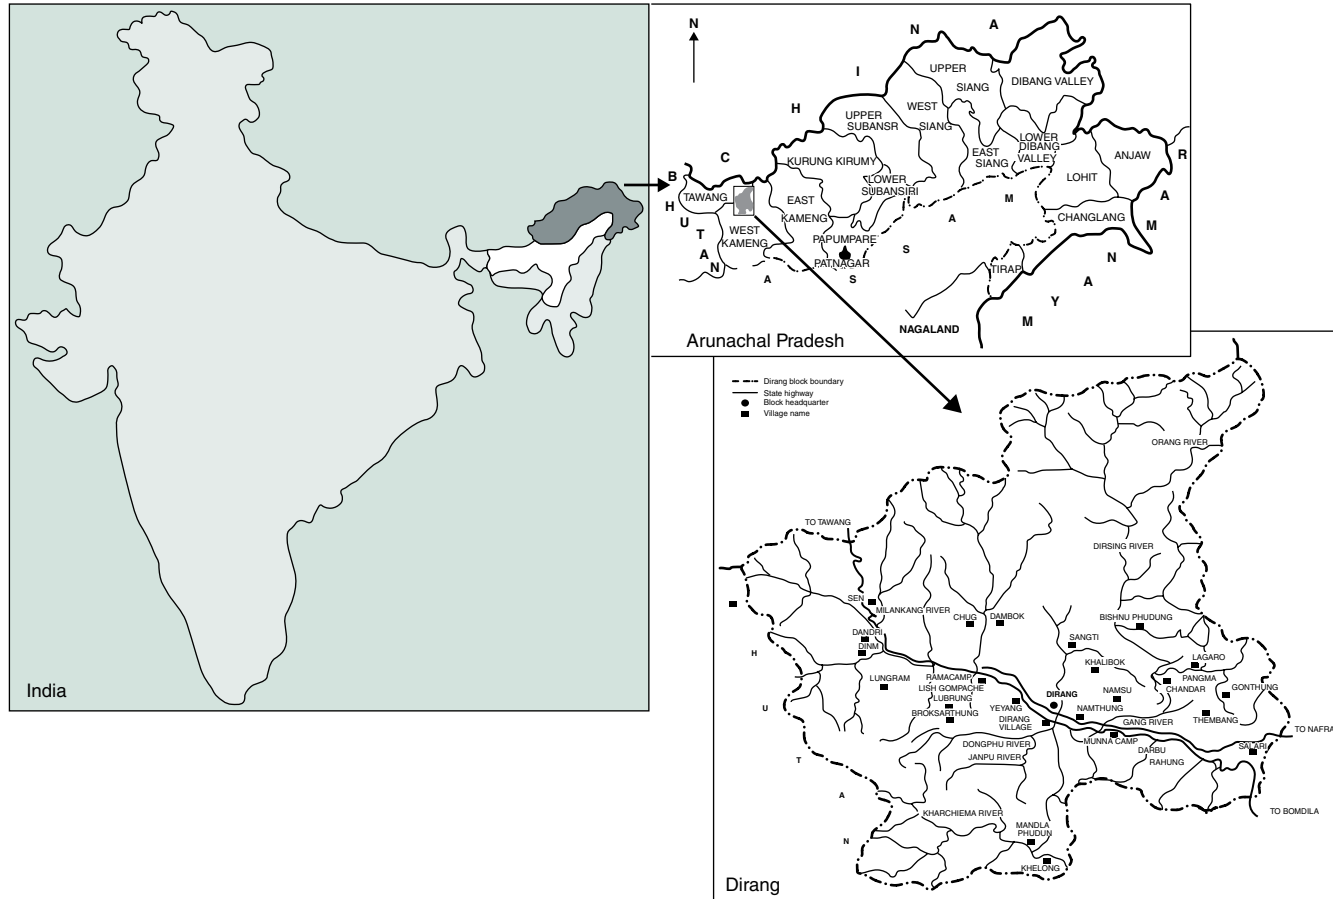 India
N
N
A
I
H
C
B
H
U
T
A
N
A
S
S
A
M
R
A
M
N
A
Y
M
UPPER
SIANG
DIBANG VALLEY
WEST
SIANG
UPPER
SUBANSR
LOWER
DIBANG
VALLEY
EAST
SIANG
ANJAW
LOHIT
KURUNG KIRUMY
LOWER
SUBANSIRI
TAWANG
EAST
KAMENG
CHANGLANG
WEST
KAMENG
PAPUMPARE
PATNAGAR
TIRAP
NAGALAND
Arunachal Pradesh
Dirang block boundary
State highway
Block headquarter
Village name
ORANG RIVER
TO TAWANG
DIRSING RIVER
SEN
MILANKANG RIVER
CHUG
DAMBOK
BISHNU PHUDUNG
DANDRI
DINM
SANGTI
H
LAGARO
KHALIBOK
LUNGRAM
RAMACAMP
LISH GOMPACHE
LUBRUNG
BROKSARTHUNG
PANGMA
CHANDAR
GONTHUNG
NAMSU
DIRANG
YEYANG
U
NAMTHUNG
DIRANG
VILLAGE
GANG RIVER
THEMBANG
TO NAFRA
MUNNA CAMP
DONGPHU RIVER
DARBU
SALARI
JANPU RIVER
RAHUNG
T
A
KHARCHIEMA RIVER
TO BOMDILA
MANDLA
PHUDUN
N
KHELONG
Dirang